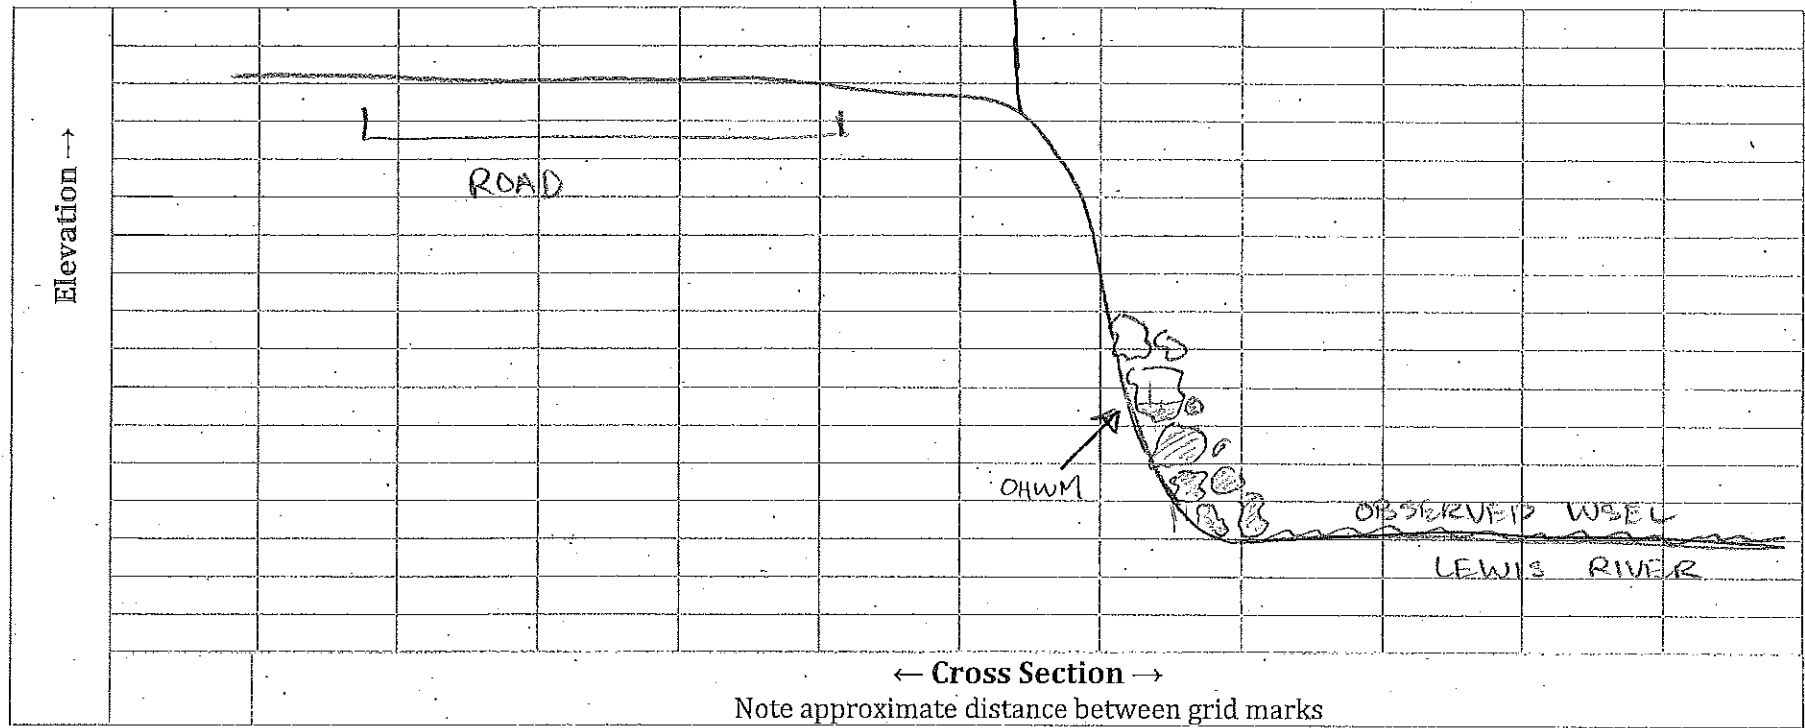 Elevation →
ROAD
OHWM
OBSERVED WSEL
LEWIS RIVER
← Cross Section →
Note approximate distance between grid marks